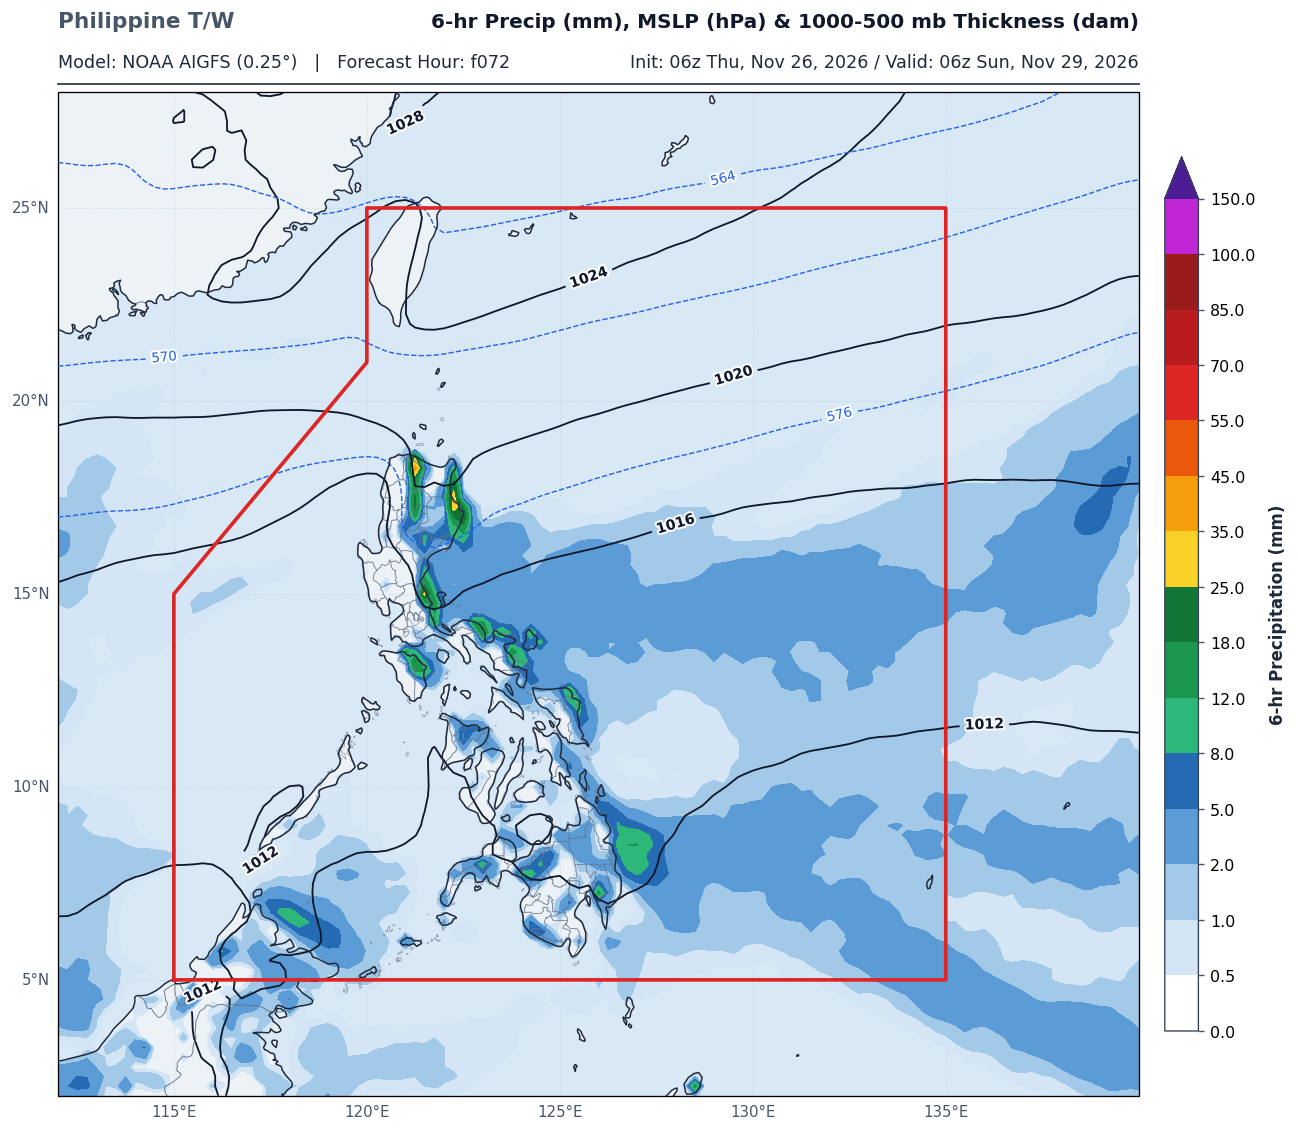 Philippine T/W
6-hr Precip (mm), MSLP (hPa) & 1000-500 mb Thickness (dam)
Model: NOAA AIGFS (0.25°) | Forecast Hour: f072
Init: 06z Thu, Nov 26, 2026 / Valid: 06z Sun, Nov 29, 2026
1028
564
25°N
1024
570
1020
20°N
576
1016
15°N
1012
10°N
1012
5°N
1012
115°E
120°E
125°E
130°E
135°E
150.0
100.0
85.0
70.0
55.0
45.0
35.0
25.0
18.0
12.0
8.0
5.0
2.0
1.0
0.5
0.0
6-hr Precipitation (mm)